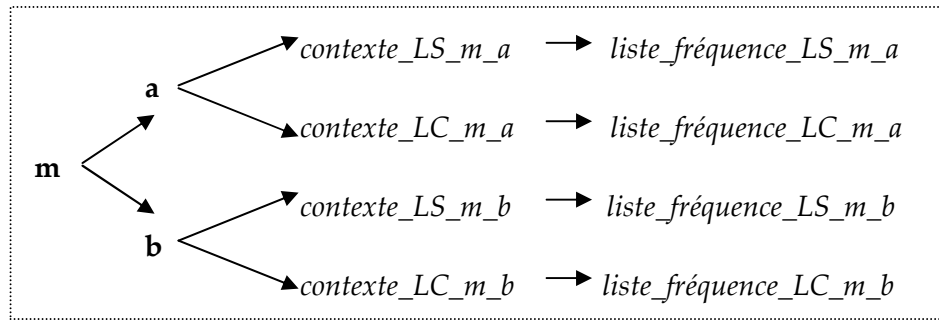 contexte_LS_m_a liste_fréquence_LS_m_a
a
contexte_LC_m_a liste_fréquence_LC_m_a
m
contexte_LS_m_b liste_fréquence_LS_m_b
b
contexte_LC_m_b liste_fréquence_LC_m_b